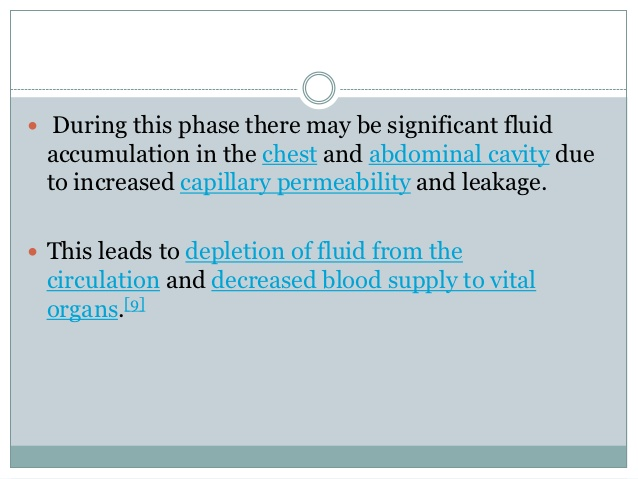 During this phase there may be significant fluid
accumulation in the chest and abdominal cavity due
to increased capillary permeability and leakage.
This leads to depletion of fluid from the
circulation and decreased blood supply to vital
organs.[9]